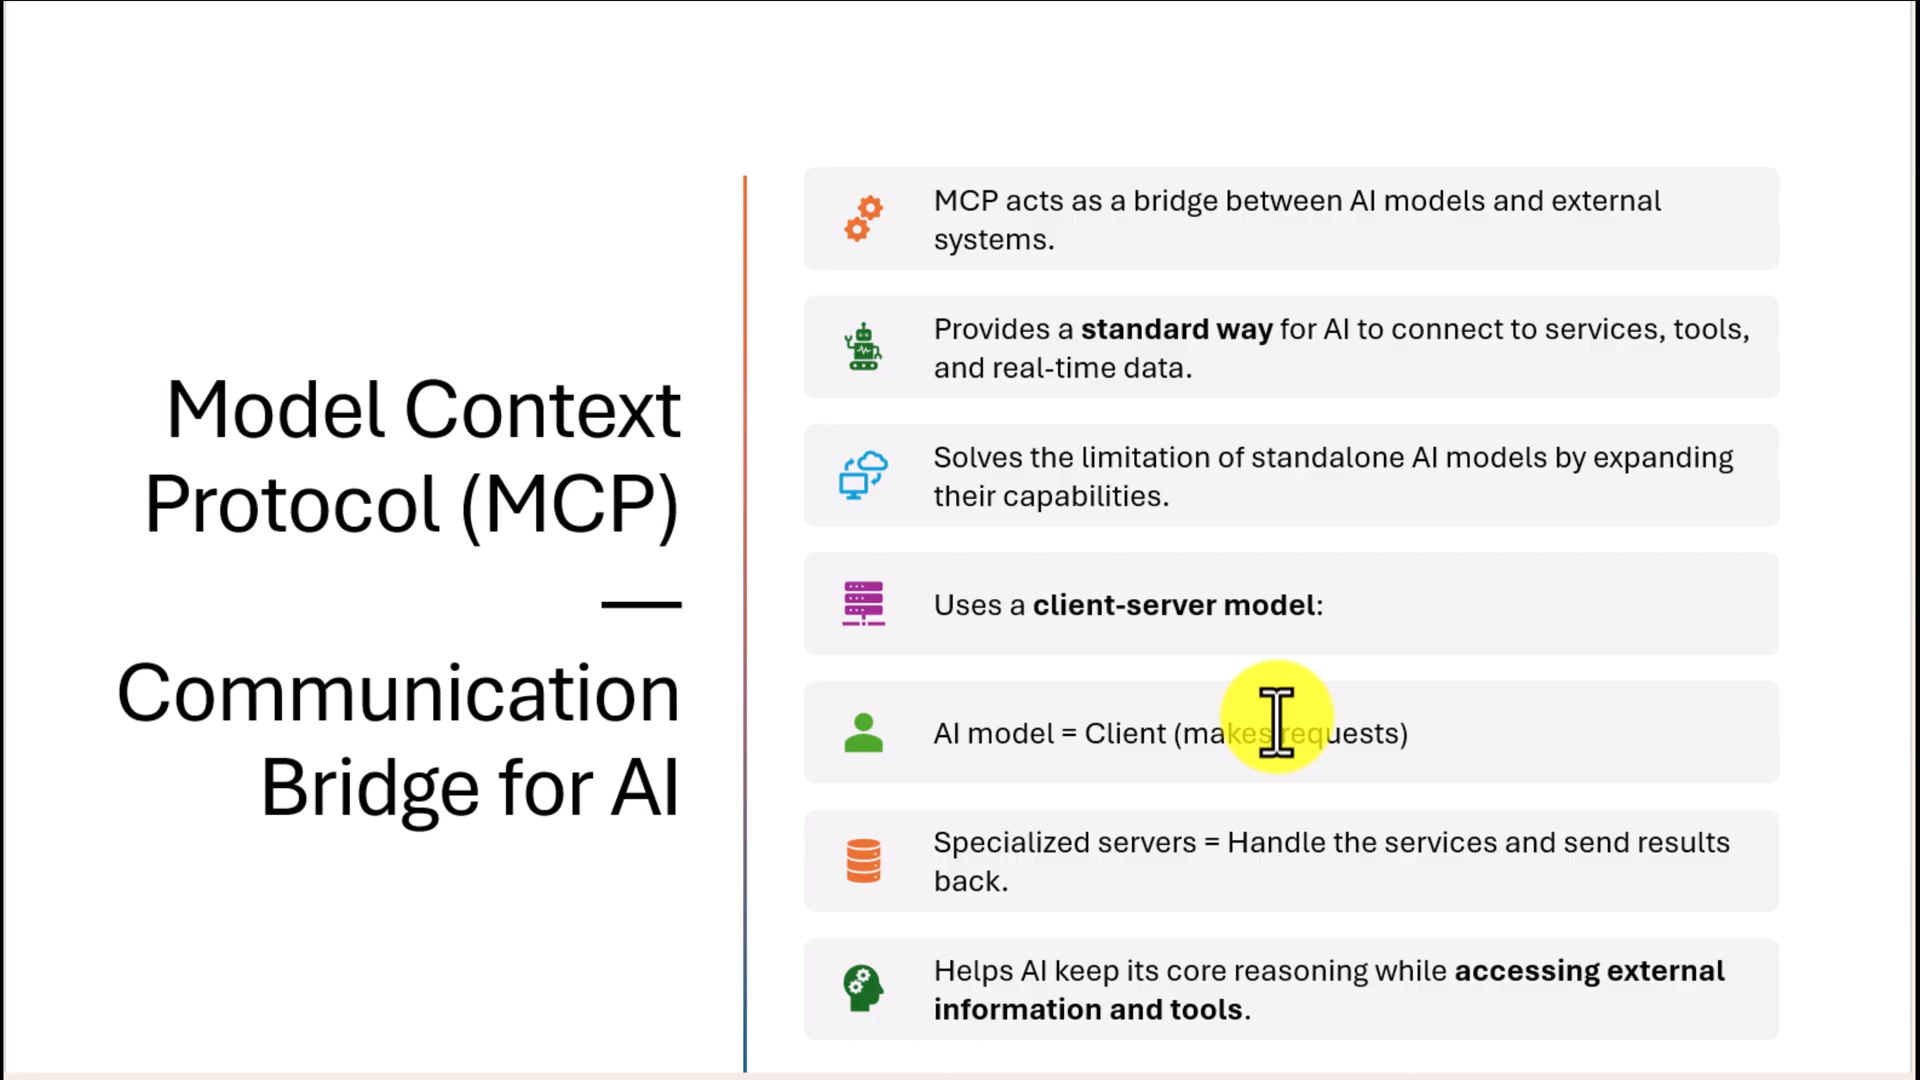 Model Context
Protocol (MCP)
—
Communication
Bridge for AI
MCP acts as a bridge between AI models and external
systems.
Provides a standard way for AI to connect to services, tools,
and real-time data.
Solves the limitation of standalone AI models by expanding
their capabilities.
Uses a client-server model:
AI model = Client (makes requests)
Specialized servers = Handle the services and send results
back.
Helps AI keep its core reasoning while accessing external
information and tools.